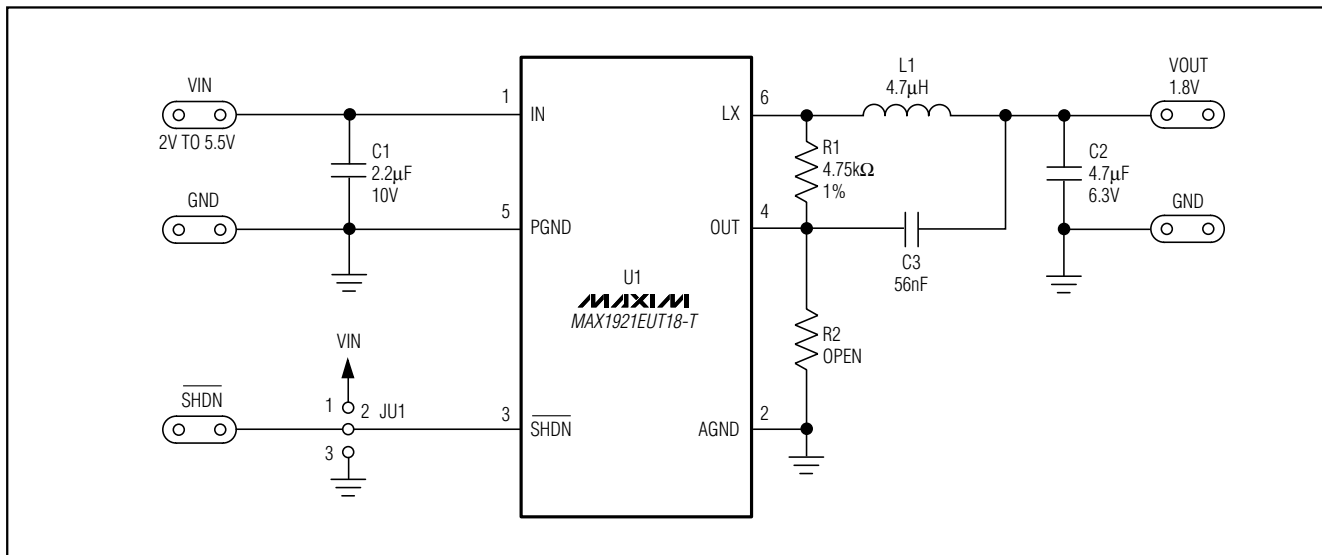 VIN
2V TO 5.5V
C1
2.2µF
10V
GND
VIN
SHDN
1
2
JU1
3
1
IN
5
PGND
3
SHDN
U1
MAXIM
MAX1921EUT18-T
LX
6
OUT
4
AGND
2
L1
4.7µH
R1
4.75kΩ
1%
C3
56nF
R2
OPEN
C2
4.7µF
6.3V
VOUT
1.8V
GND